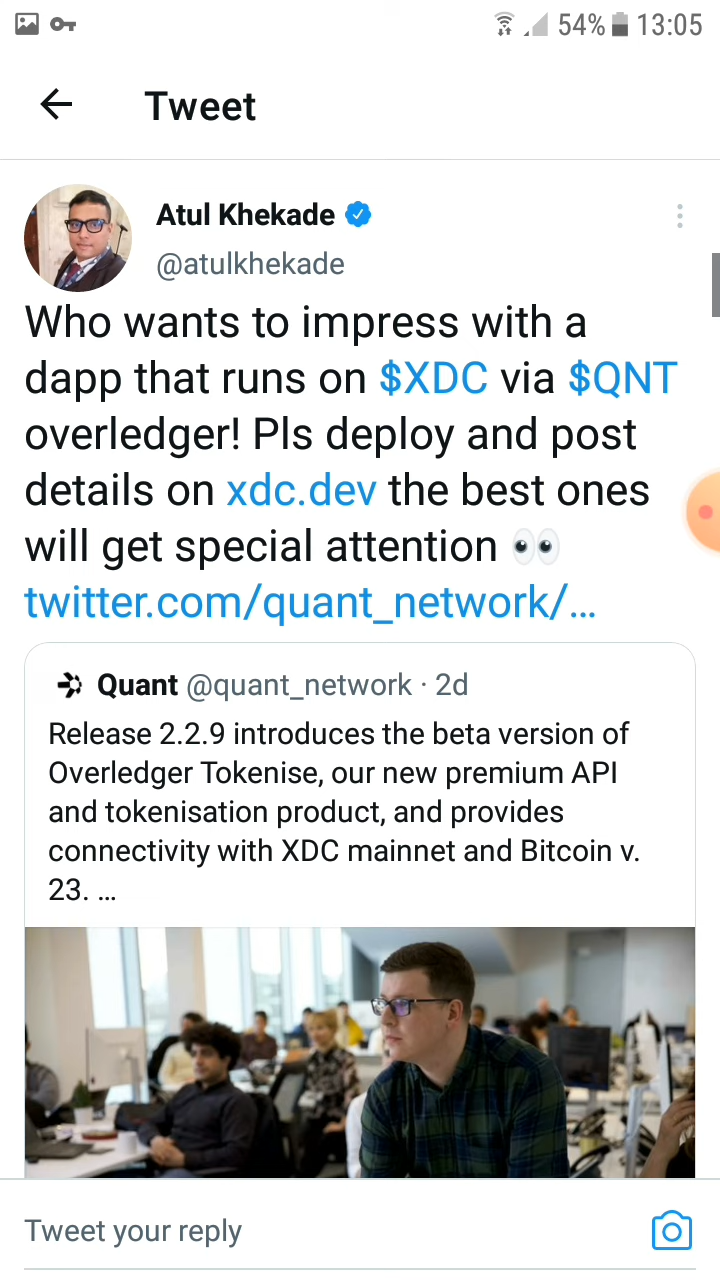 54% 13:05
Tweet
Atul Khekade
@atulkhekade
Who wants to impress with a
dapp that runs on $XDC via $QNT
overledger! Pls deploy and post
details on xdc.dev the best ones
will get special attention 👀
twitter.com/quant_network/...
Quant @quant_network · 2d
Release 2.2.9 introduces the beta version of
Overledger Tokenise, our new premium API
and tokenisation product, and provides
connectivity with XDC mainnet and Bitcoin v.
23. ...
Tweet your reply